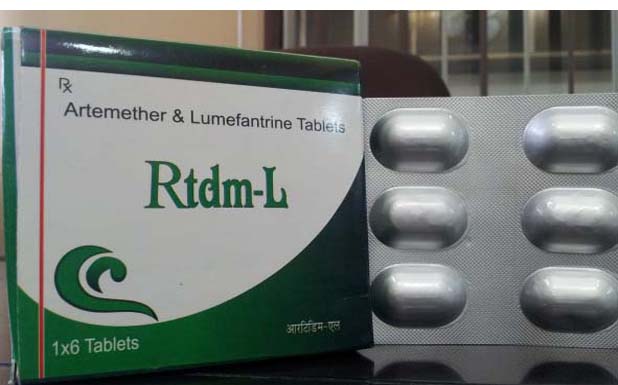 Rx
Artemether & Lumefantrine Tablets
Rtdm-L
आरटिडिम-एल
1x6 Tablets